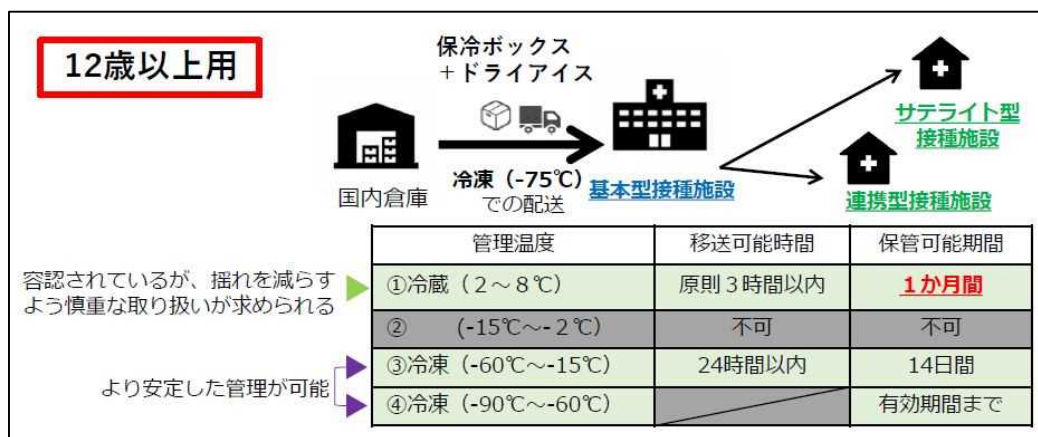 12歳以上用
保冷ボックス
+ドライアイス
国内倉庫
冷凍（-75℃）
での配送
基本型接種施設
サテライト型
接種施設
連携型接種施設
管理温度 移送可能時間 保管可能期間
容認されているが、揺れを減らす
よう慎重な取り扱いが求められる
①冷蔵（2～8℃） 原則3時間以内 1か月間
② (-15℃～-2℃) 不可 不可
より安定した管理が可能
③冷凍（-60℃～-15℃） 24時間以内 14日間
④冷凍（-90℃～-60℃） 有効期間まで